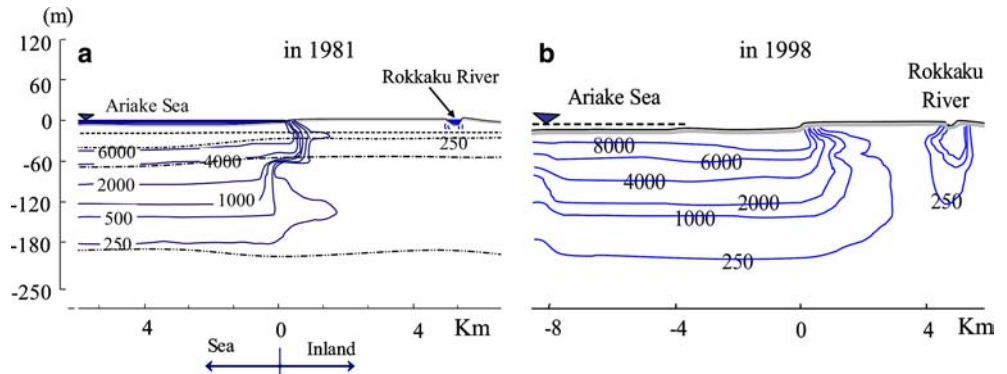 (m)
120
60
0
-60
-120
-180
-250
a
in 1981
Rokkaku River
Ariake Sea
250
6000
4000
2000
1000
500
250
4
0
4
Km
Sea
Inland
b
in 1998
Ariake Sea
Rokkaku
River
8000
6000
4000
2000
1000
250
250
-8
-4
0
4
Km